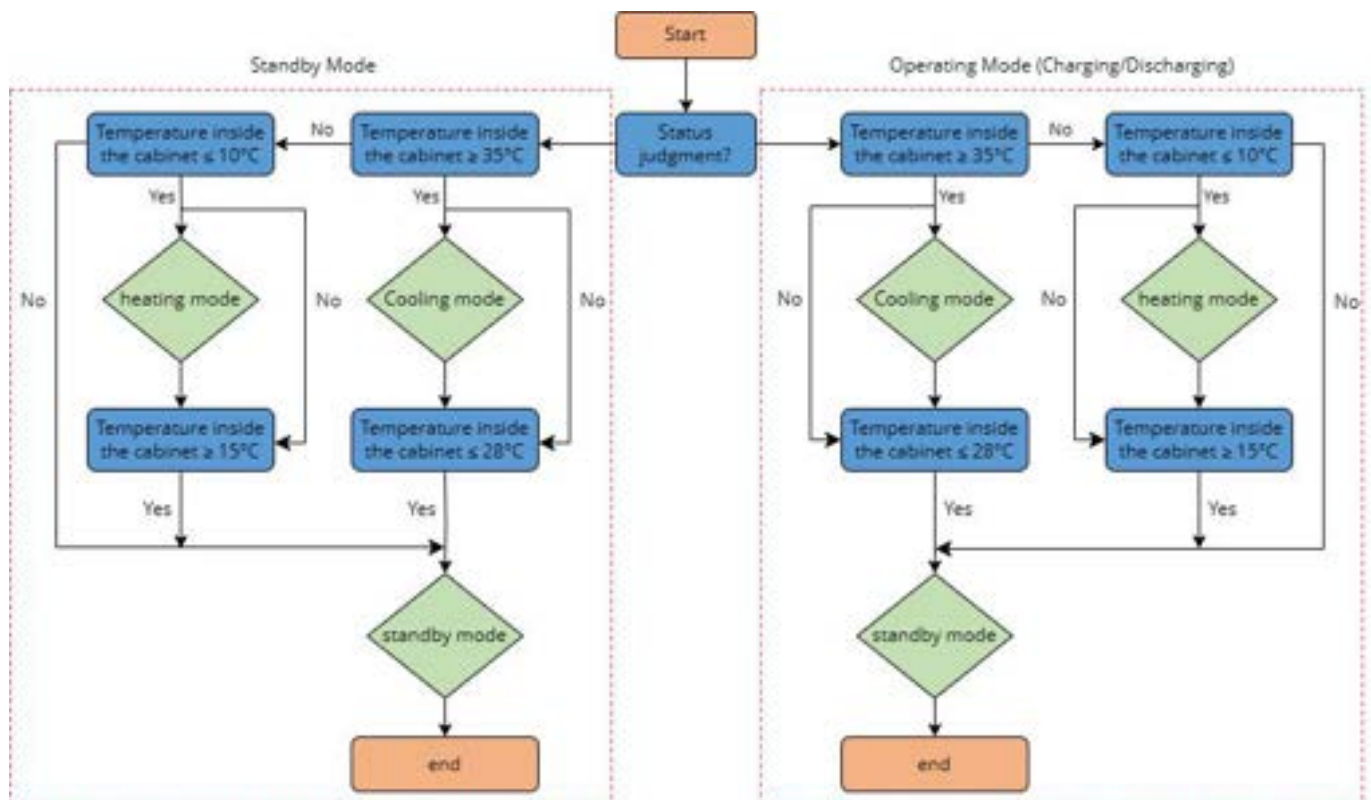 Start
Standby Mode
Operating Mode (Charging/Discharging)
Temperature inside
the cabinet ≤ 10°C
No
Temperature inside
the cabinet ≥ 35°C
Status
judgment?
Temperature inside
the cabinet ≥ 35°C
No
Temperature inside
the cabinet ≤ 10°C
Yes
Yes
Yes
Yes
No
heating mode
No
Cooling mode
No
No
Cooling mode
No
heating mode
No
Temperature inside
the cabinet ≥ 15°C
Temperature inside
the cabinet ≤ 28°C
Temperature inside
the cabinet ≤ 28°C
Temperature inside
the cabinet ≥ 15°C
Yes
Yes
Yes
Yes
standby mode
standby mode
end
end